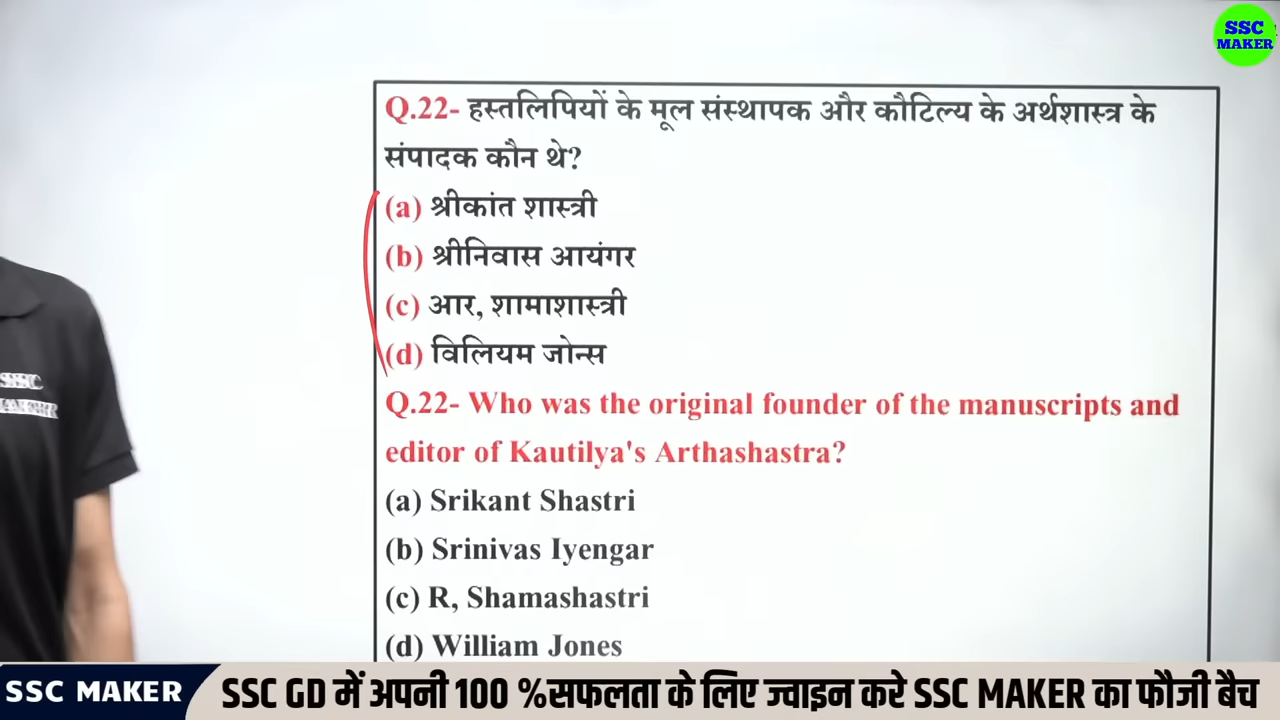 SSC
MAKER
Q.22- हस्तलिपियों के मूल संस्थापक और कौटिल्य के अर्थशास्त्र के
संपादक कौन थे?
(a) श्रीकांत शास्त्री
(b) श्रीनिवास आयंगर
(c) आर, शामाशास्त्री
(d) विलियम जोन्स
Q.22- Who was the original founder of the manuscripts and
editor of Kautilya's Arthashastra?
(a) Srikant Shastri
(b) Srinivas Iyengar
(c) R, Shamashastri
(d) William Jones
SSC
MAKER
SSC MAKER SSC GD में अपनी 100 %सफलता के लिए ज्वाइन करे SSC MAKER का फौजी बैच